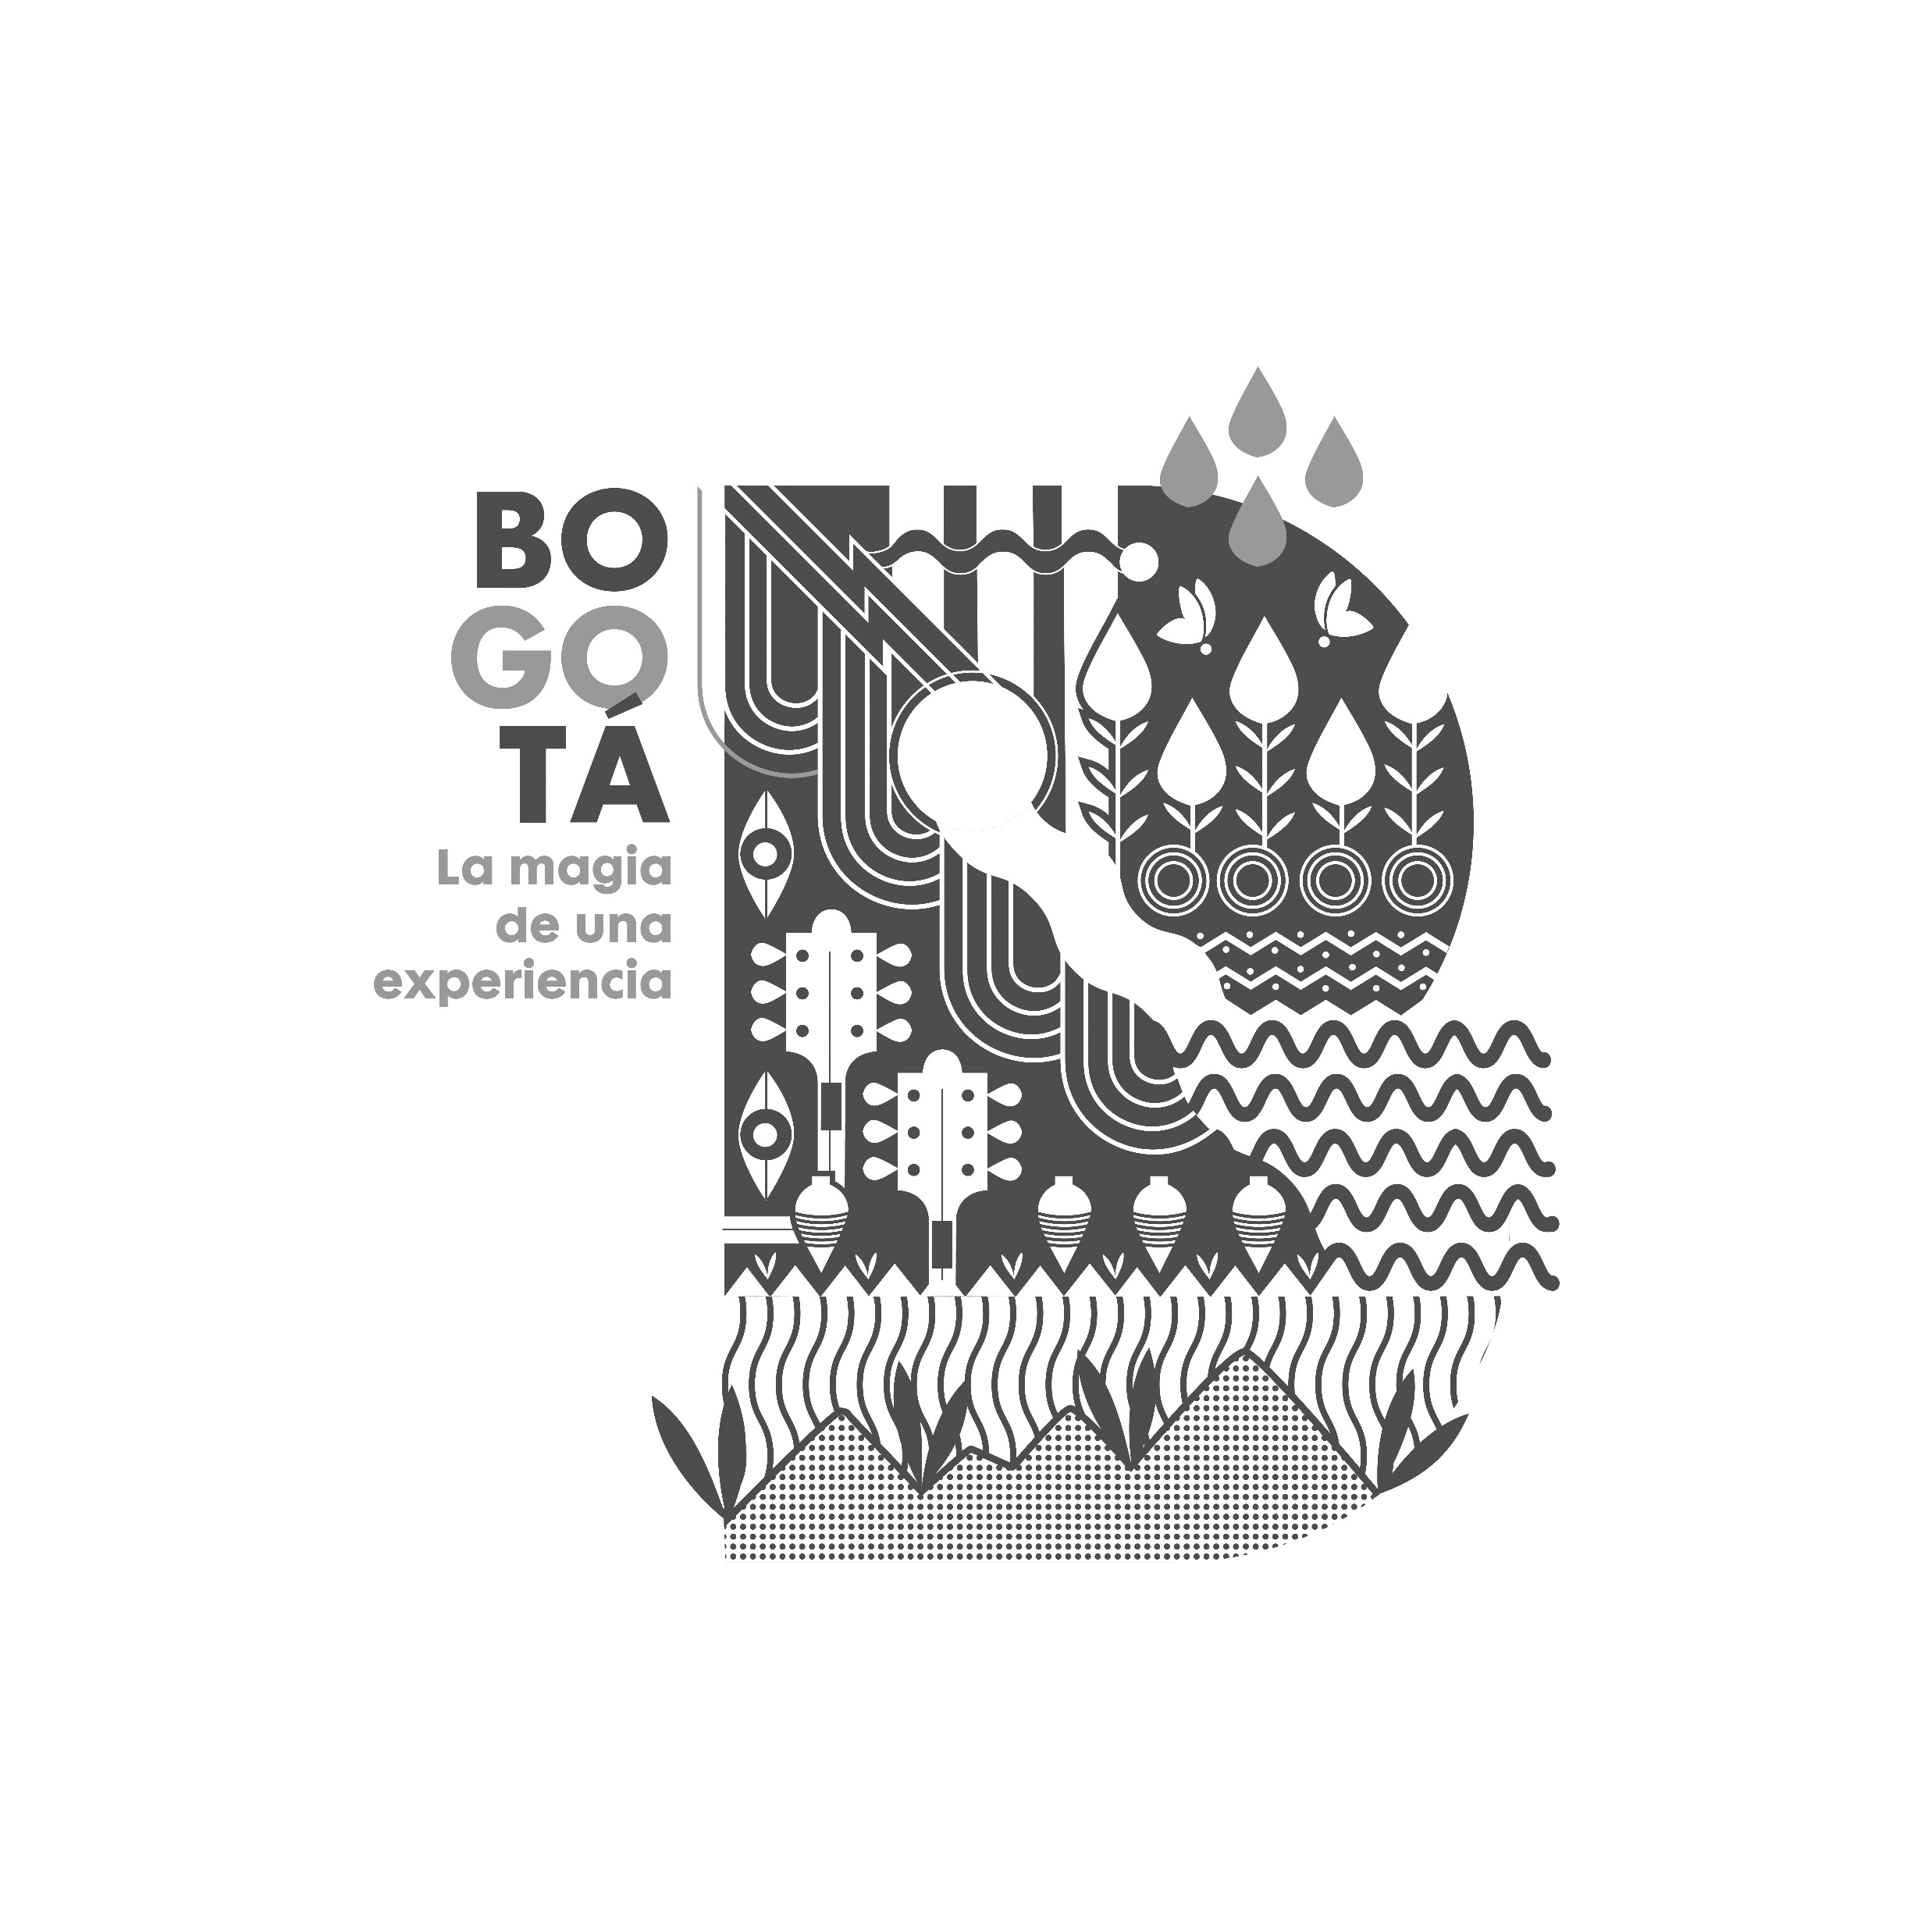 BO
GO
TÁ
La magia
de una
experiencia